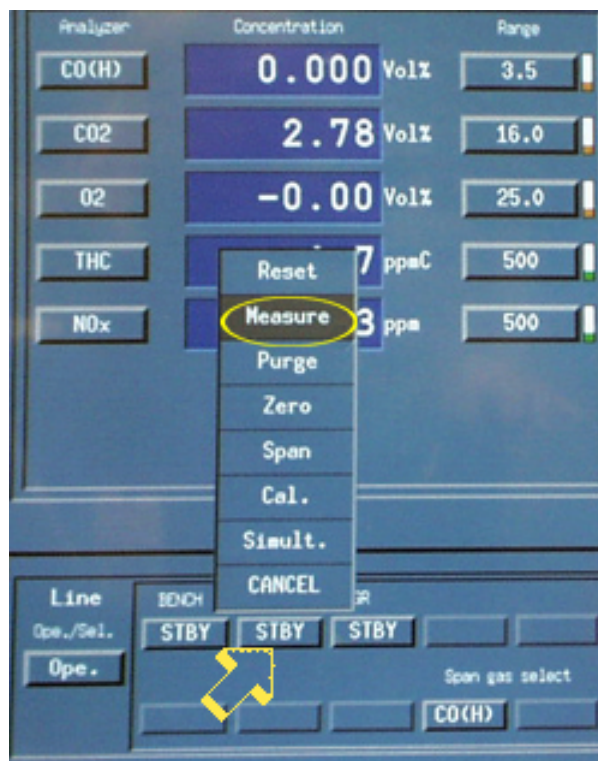 Analyzer Concentration Range
CO(H) 0.000 Vol% 3.5
CO2 2.78 Vol% 16.0
O2 -0.00 Vol% 25.0
THC 7 ppmC 500
NOx 3 ppm 500
Reset
Measure
Purge
Zero
Span
Cal.
Simult.
CANCEL
Line BENCH
Ope./Sel. STBY STBY STBY
Ope. Span gas select
CO(H)